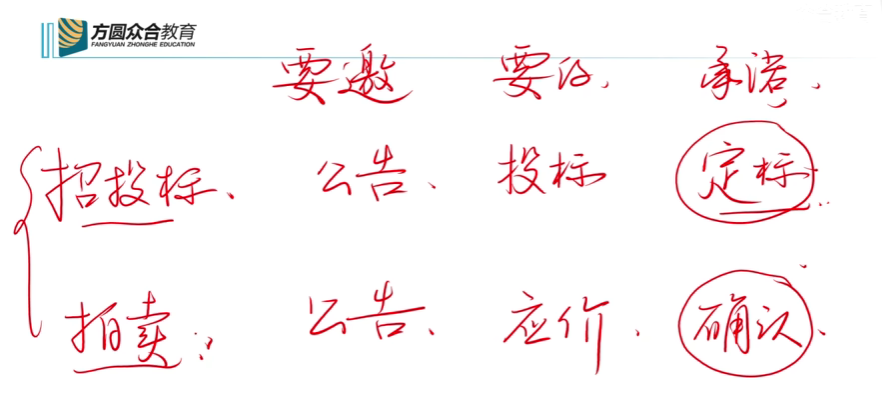 方圆众合教育
FANGYUAN ZHONGHE EDUCATION
要邀 要约、 承诺、
招投标、 公告、 投标 定标
拍卖: 公告、 应价、 确认、